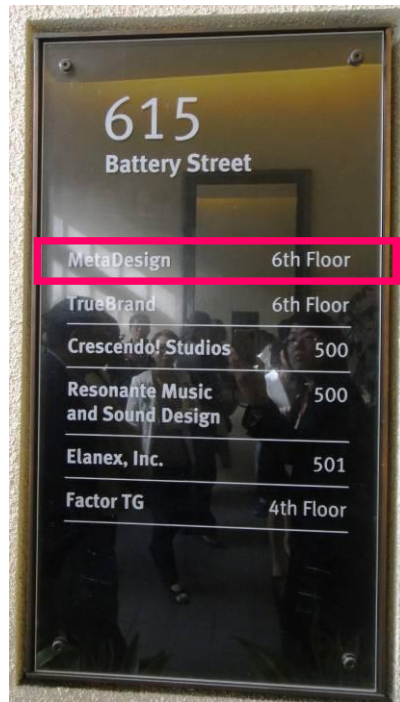 615
Battery Street
MetaDesign 6th Floor
TrueBrand 6th Floor
Crescendo! Studios 500
Resonante Music 500
and Sound Design
Elanex, Inc. 501
Factor TG 4th Floor